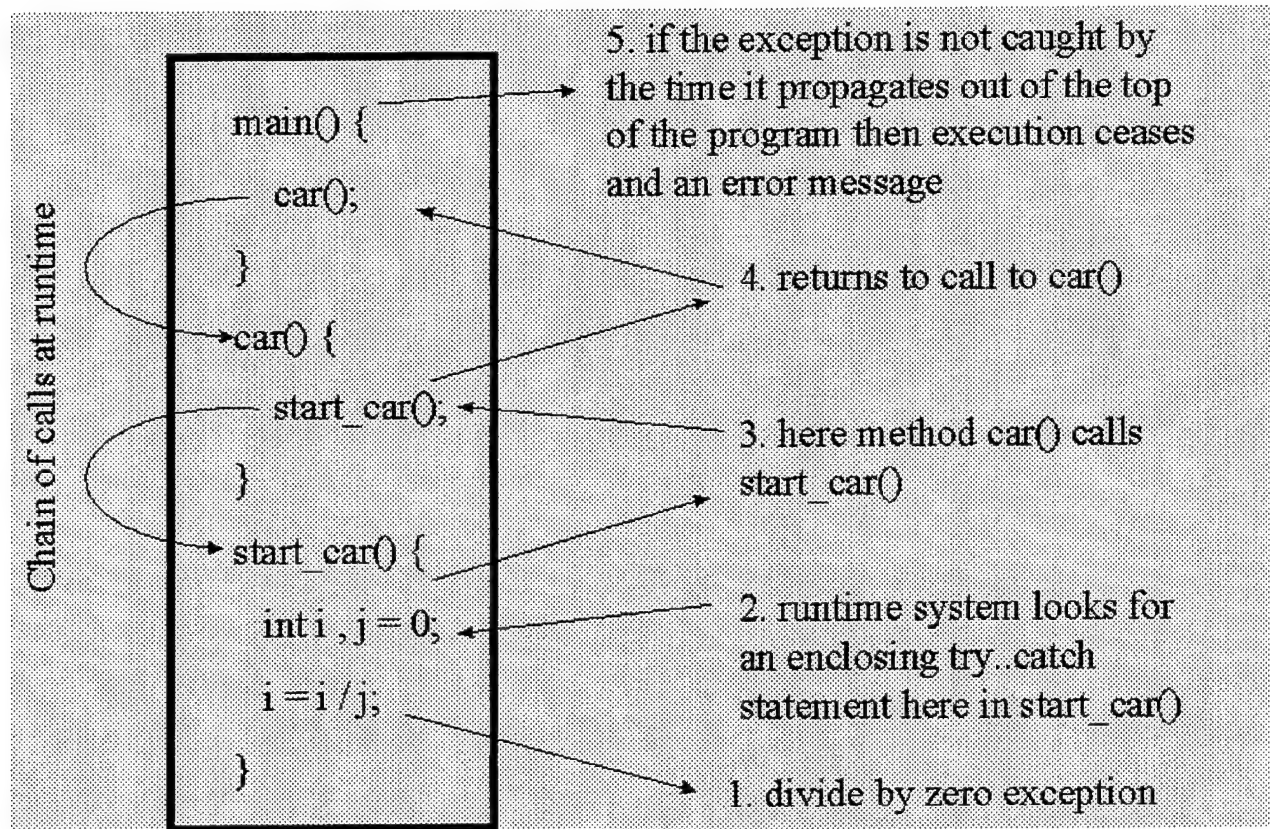 Chain of calls at runtime
main() {
car();
}
car() {
start_car();
}
start_car() {
int i , j = 0;
i = i / j;
}
5. if the exception is not caught by
the time it propagates out of the top
of the program then execution ceases
and an error message
4. returns to call to car()
3. here method car() calls
start_car()
2. runtime system looks for
an enclosing try..catch
statement here in start_car()
1. divide by zero exception